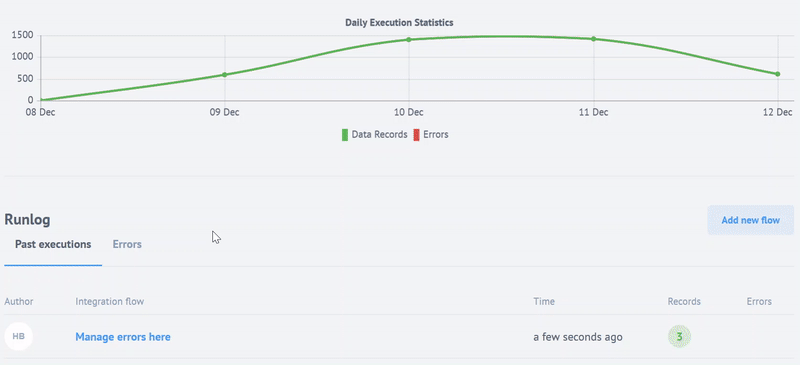 Daily Execution Statistics
1500
1000
500
0
08 Dec 09 Dec 10 Dec 11 Dec 12 Dec
Data Records Errors
Runlog
Add new flow
Past executions Errors
Author Integration flow Time Records Errors
HB Manage errors here a few seconds ago 3